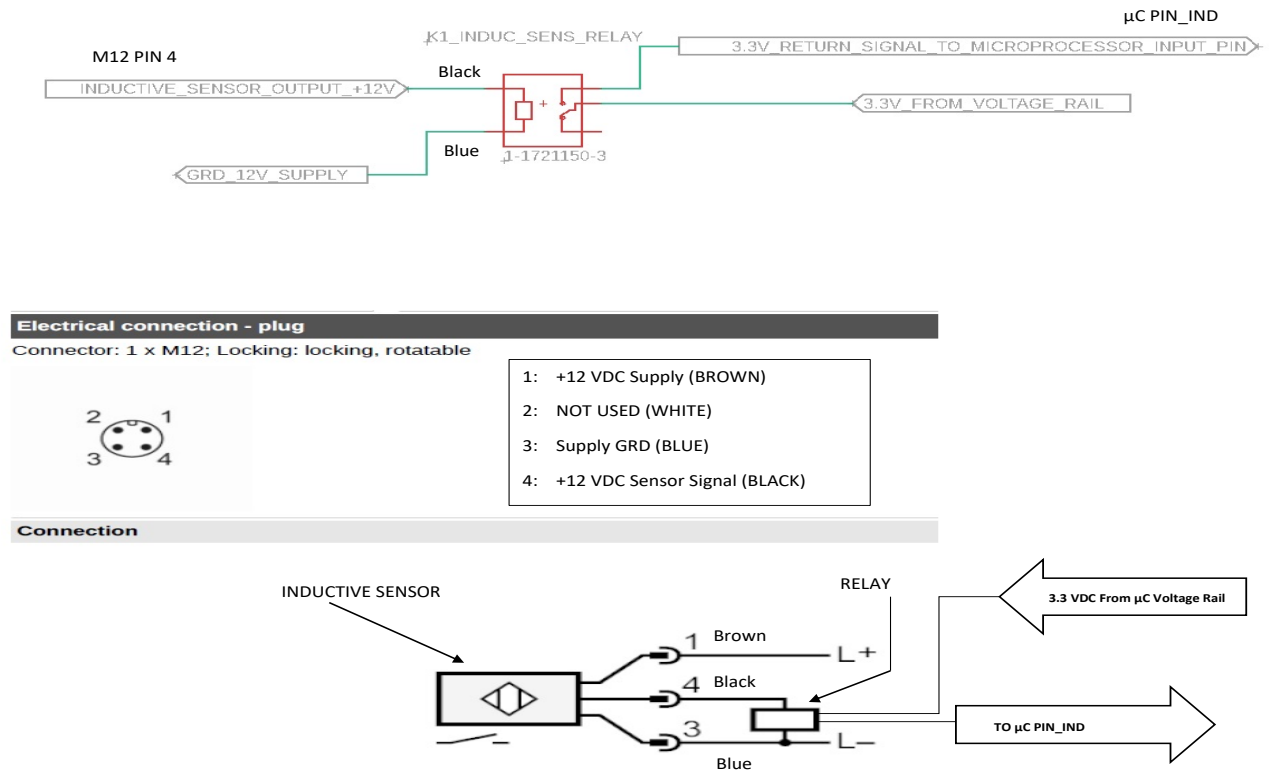 µC PIN_IND
K1_INDUC_SENS_RELAY
3.3V_RETURN_SIGNAL_TO_MICROPROCESSOR_INPUT_PIN
M12 PIN 4
Black
INDUCTIVE_SENSOR_OUTPUT_+12V
+
3.3V_FROM_VOLTAGE_RAIL
Blue
1-1721150-3
GRD_12V_SUPPLY
Electrical connection - plug
Connector: 1 x M12; Locking: locking, rotatable
2 1
3 4
1: +12 VDC Supply (BROWN)
2: NOT USED (WHITE)
3: Supply GRD (BLUE)
4: +12 VDC Sensor Signal (BLACK)
Connection
INDUCTIVE SENSOR
RELAY
3.3 VDC From µC Voltage Rail
1 Brown
L+
4 Black
3
L–
Blue
TO µC PIN_IND